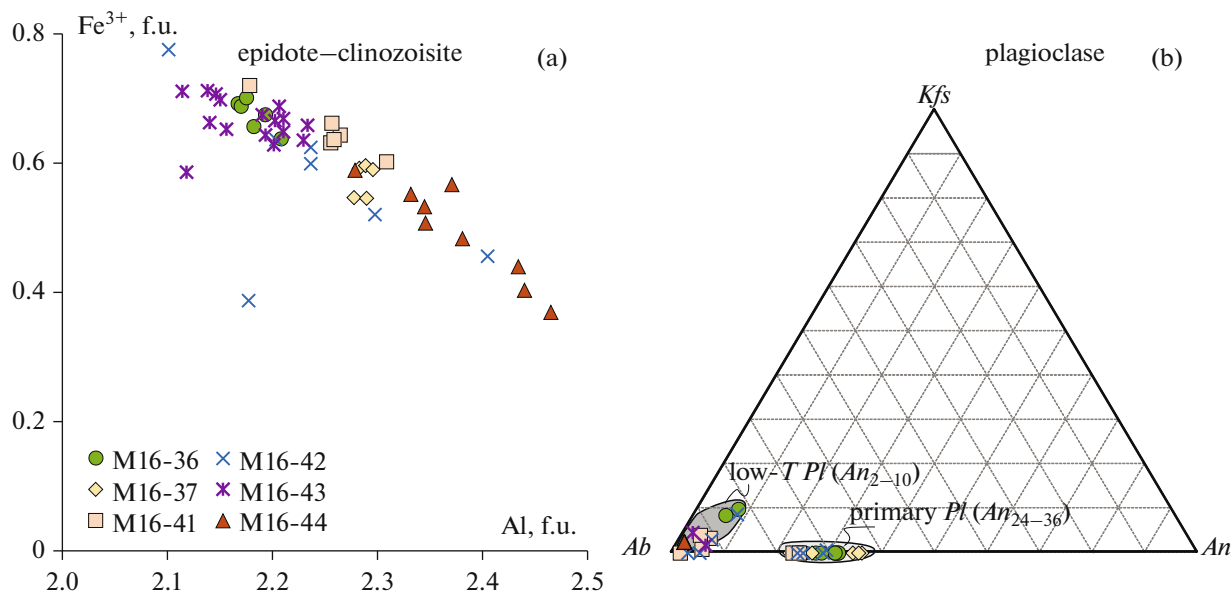 Fe³⁺, f.u.
epidote–clinozoisite
(a)
0.8
0.6
0.4
0.2
0
M16-36
M16-37
M16-41
M16-42
M16-43
M16-44
Al, f.u.
2.0 2.1 2.2 2.3 2.4 2.5
plagioclase
(b)
Kfs
low-T Pl (An₂₋₁₀)
primary Pl (An₂₄₋₃₆)
Ab
An